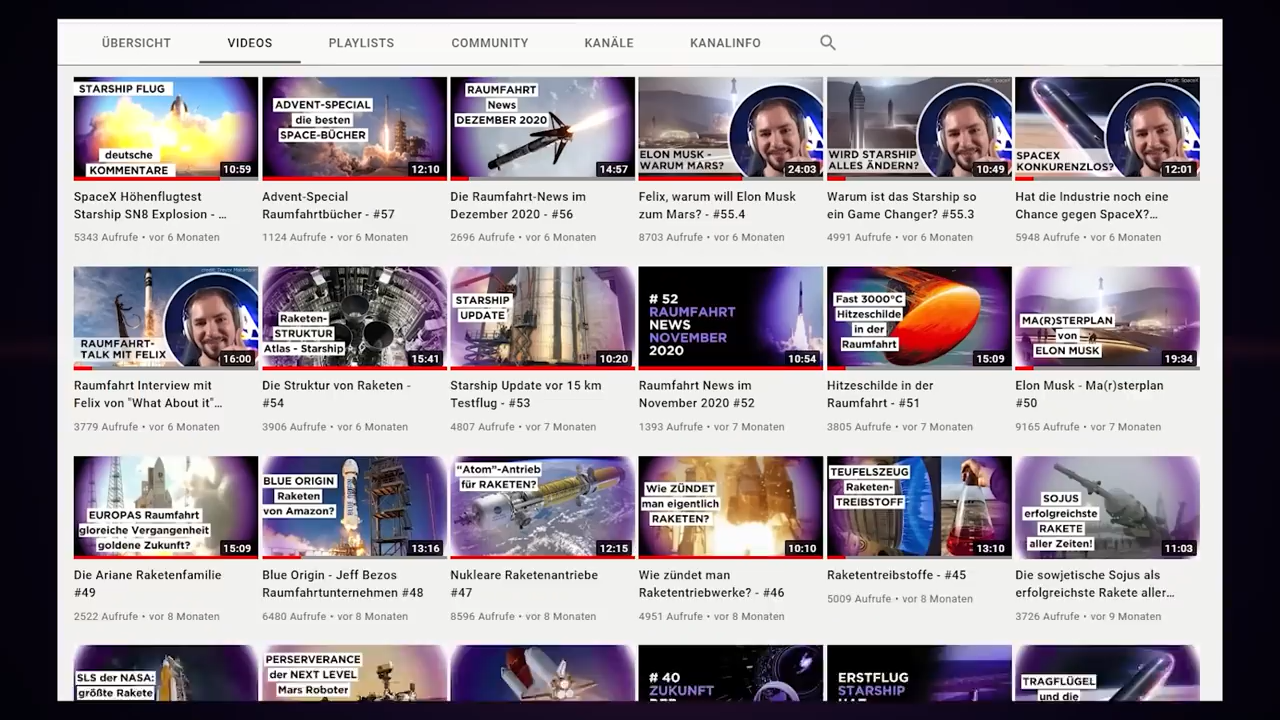 ÜBERSICHT VIDEOS PLAYLISTS COMMUNITY KANÄLE KANALINFO
STARSHIP FLUG
deutsche
KOMMENTARE
10:59
SpaceX Höhenflugtest
Starship SN8 Explosion - ...
5343 Aufrufe • vor 6 Monaten
ADVENT-SPECIAL
die besten
SPACE-BÜCHER
12:10
Advent-Special
Raumfahrtbücher - #57
1124 Aufrufe • vor 6 Monaten
RAUMFAHRT
News
DEZEMBER 2020
14:57
Die Raumfahrt-News im
Dezember 2020 - #56
2696 Aufrufe • vor 6 Monaten
ELON MUSK -
WARUM MARS?
24:03
Felix, warum will Elon Musk
zum Mars? - #55.4
8703 Aufrufe • vor 6 Monaten
credit: SpaceX
WIRD STARSHIP
ALLES ÄNDERN?
10:49
Warum ist das Starship so
ein Game Changer? #55.3
4991 Aufrufe • vor 6 Monaten
credit: SpaceX
SPACEX
KONKURENZLOS?
12:01
Hat die Industrie noch eine
Chance gegen SpaceX?...
5948 Aufrufe • vor 6 Monaten
RAUMFAHRT-
TALK MIT FELIX
16:00
Raumfahrt Interview mit
Felix von "What About it"...
3779 Aufrufe • vor 6 Monaten
Raketen-
STRUKTUR
Atlas - Starship
15:41
Die Struktur von Raketen -
#54
3906 Aufrufe • vor 6 Monaten
STARSHIP
UPDATE
10:20
Starship Update vor 15 km
Testflug - #53
4807 Aufrufe • vor 7 Monaten
# 52
RAUMFAHRT
NEWS
NOVEMBER
2020
10:54
Raumfahrt News im
November 2020 #52
1393 Aufrufe • vor 7 Monaten
Fast 3000°C
Hitzeschilde
in der
Raumfahrt
15:09
Hitzeschilde in der
Raumfahrt - #51
3805 Aufrufe • vor 7 Monaten
MA(R)STERPLAN
von
ELON MUSK
19:34
Elon Musk - Ma(r)sterplan
#50
9165 Aufrufe • vor 7 Monaten
EUROPAS Raumfahrt
gloreiche Vergangenheit
goldene Zukunft?
15:09
Die Ariane Raketenfamilie
#49
2522 Aufrufe • vor 8 Monaten
BLUE ORIGIN
Raketen
von Amazon?
13:16
Blue Origin - Jeff Bezos
Raumfahrtunternehmen #48
6480 Aufrufe • vor 8 Monaten
"Atom"-Antrieb
für RAKETEN?
12:15
Nukleare Raketenantriebe
#47
8596 Aufrufe • vor 8 Monaten
Wie ZÜNDET
man eigentlich
RAKETEN?
10:10
Wie zündet man
Raketentriebwerke? - #46
4951 Aufrufe • vor 8 Monaten
TEUFELSZEUG
Raketen-
TREIBSTOFF
13:10
Raketentreibstoffe - #45
5009 Aufrufe • vor 8 Monaten
SOJUS
erfolgreichste
RAKETE
aller Zeiten!
11:03
Die sowjetische Sojus als
erfolgreichste Rakete aller...
3726 Aufrufe • vor 9 Monaten
SLS der NASA:
größte Rakete
PERSERVERANCE
der NEXT LEVEL
Mars Roboter
# 40
ZUKUNFT
ERSTFLUG
STARSHIP
TRAGFLÜGEL
und die